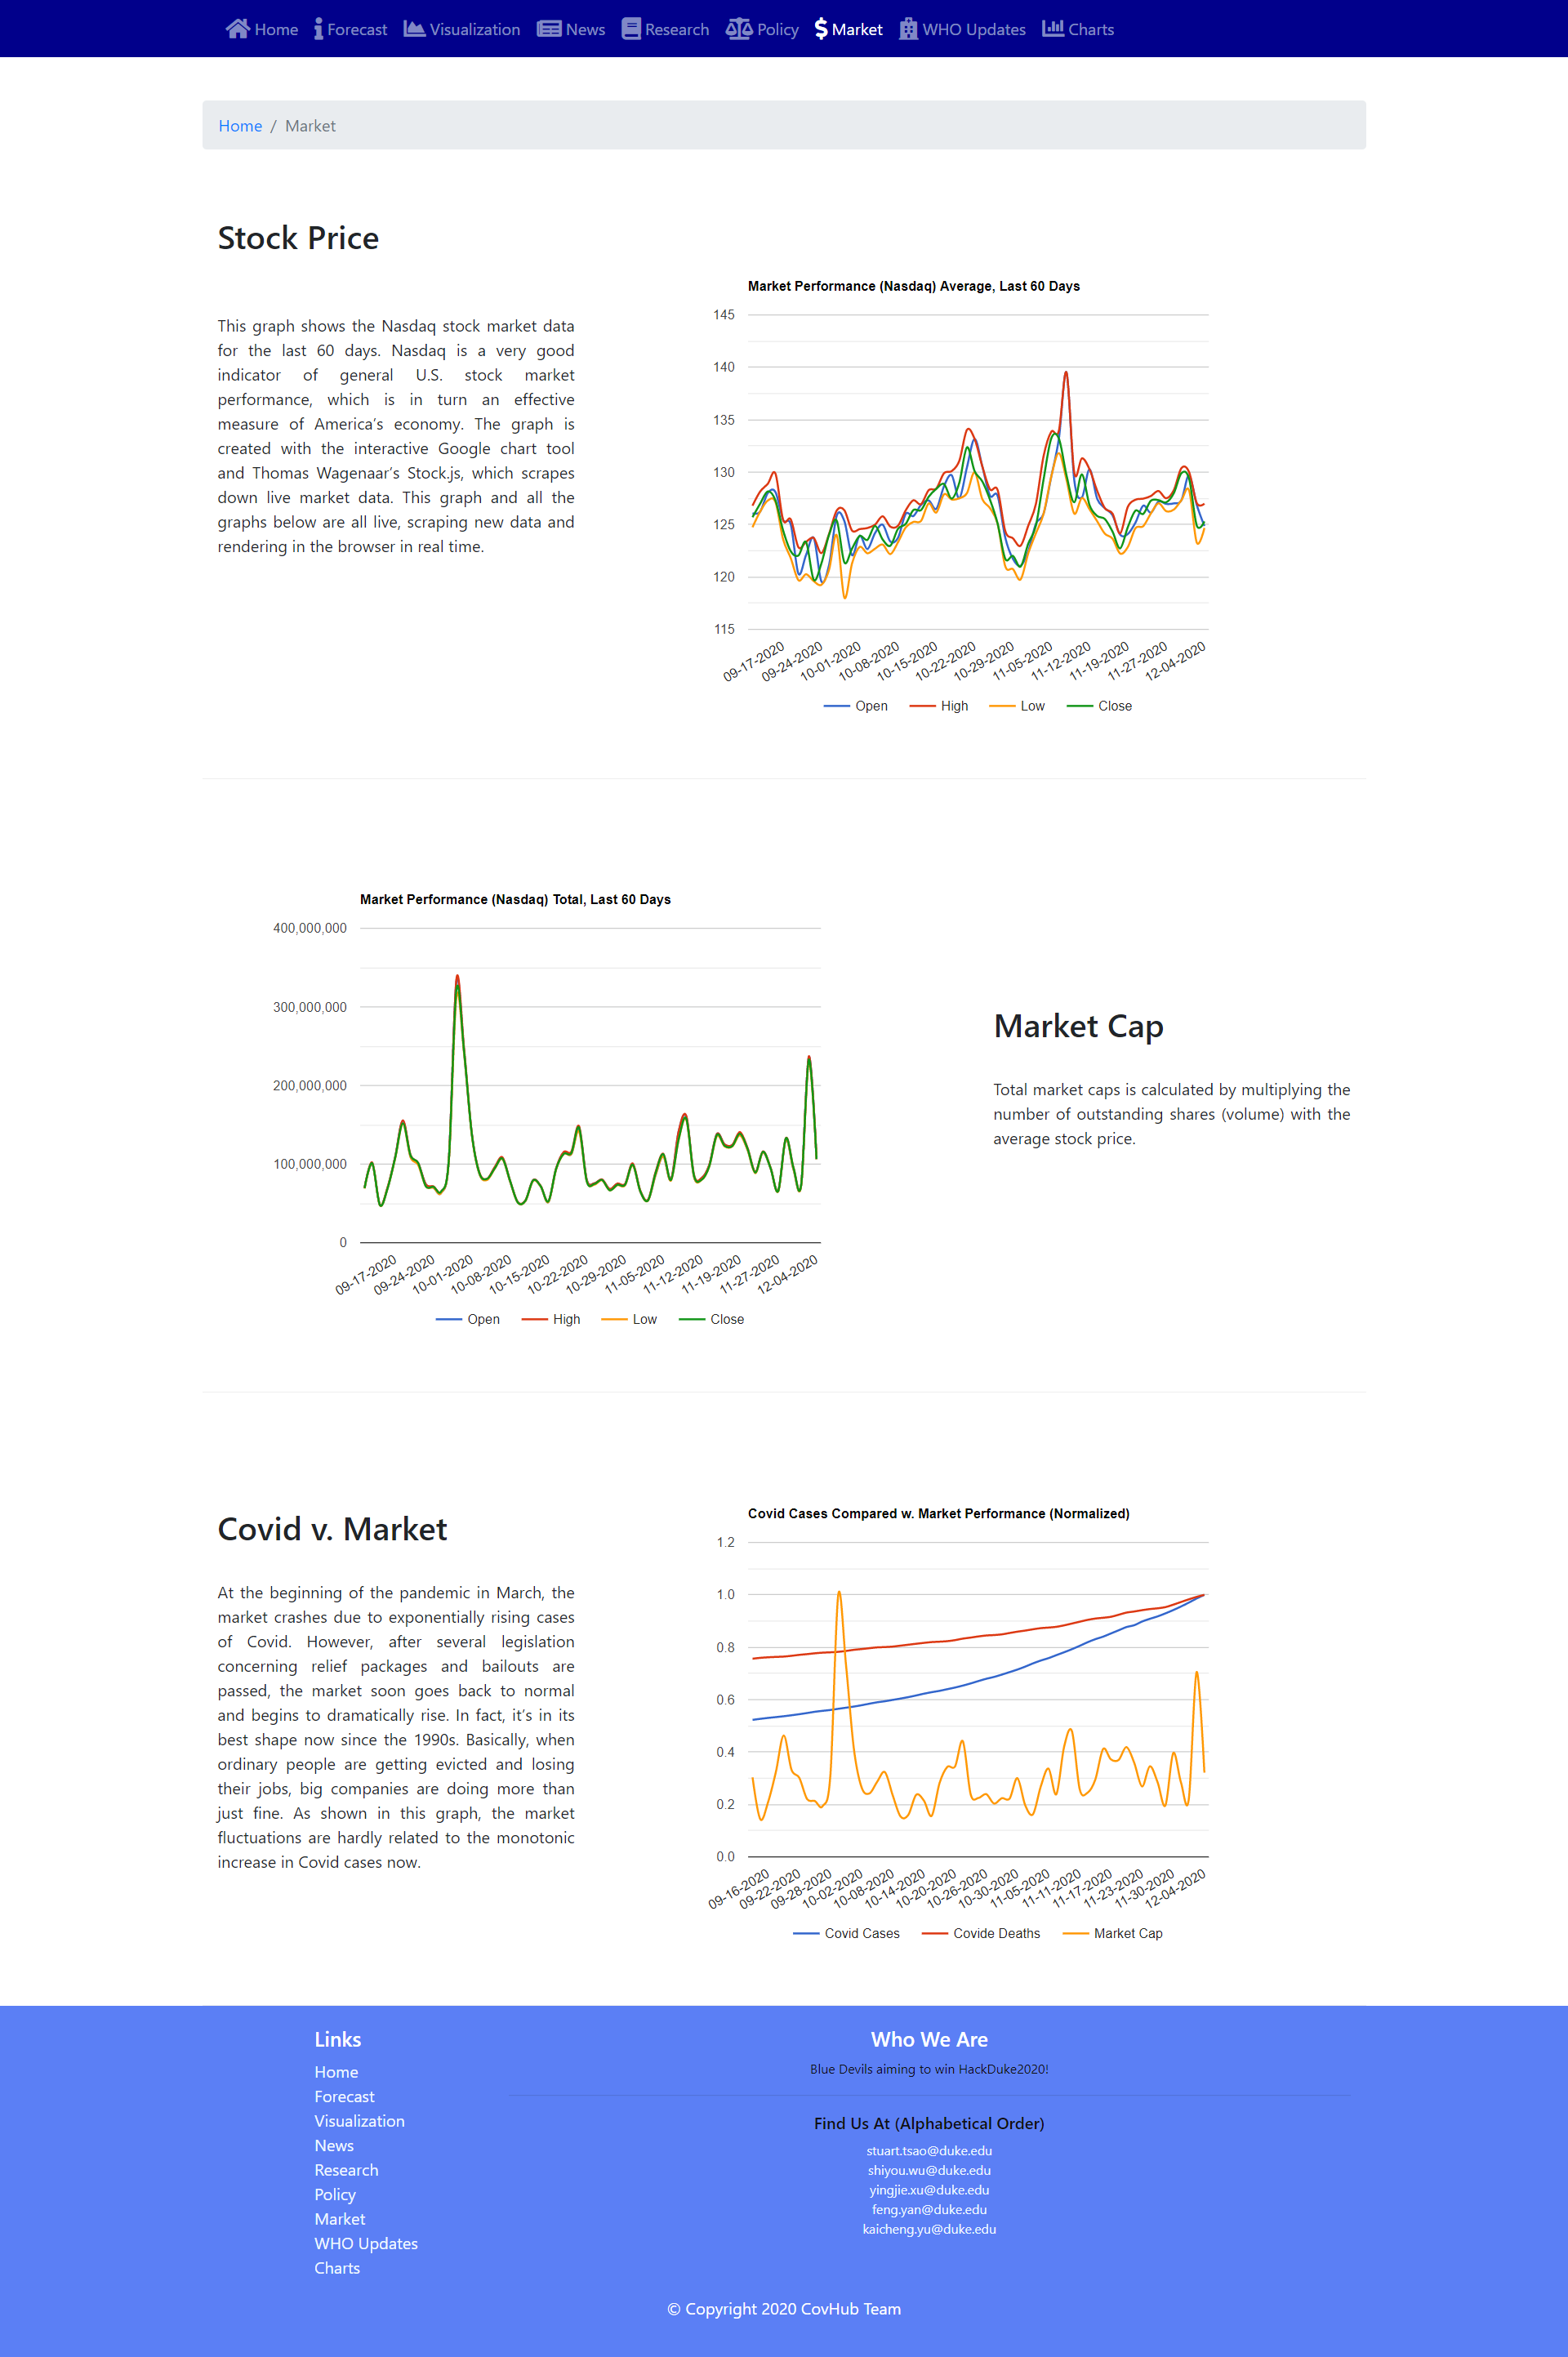 Home Forecast Visualization News Research Policy Market WHO Updates Charts
Home / Market
Stock Price
This graph shows the Nasdaq stock market data
for the last 60 days. Nasdaq is a very good
indicator of general U.S. stock market
performance, which is in turn an effective
measure of America's economy. The graph is
created with the interactive Google chart tool
and Thomas Wagenaar's Stock.js, which scrapes
down live market data. This graph and all the
graphs below are all live, scraping new data and
rendering in the browser in real time.
Market Performance (Nasdaq) Average, Last 60 Days
145
140
135
130
125
120
115
09-17-2020
09-24-2020
10-01-2020
10-08-2020
10-15-2020
10-22-2020
10-29-2020
11-05-2020
11-12-2020
11-19-2020
11-27-2020
12-04-2020
Open High Low Close
Market Performance (Nasdaq) Total, Last 60 Days
400,000,000
300,000,000
200,000,000
100,000,000
0
09-17-2020
09-24-2020
10-01-2020
10-08-2020
10-15-2020
10-22-2020
10-29-2020
11-05-2020
11-12-2020
11-19-2020
11-27-2020
12-04-2020
Open High Low Close
Market Cap
Total market caps is calculated by multiplying the
number of outstanding shares (volume) with the
average stock price.
Covid v. Market
At the beginning of the pandemic in March, the
market crashes due to exponentially rising cases
of Covid. However, after several legislation
concerning relief packages and bailouts are
passed, the market soon goes back to normal
and begins to dramatically rise. In fact, it's in its
best shape now since the 1990s. Basically, when
ordinary people are getting evicted and losing
their jobs, big companies are doing more than
just fine. As shown in this graph, the market
fluctuations are hardly related to the monotonic
increase in Covid cases now.
Covid Cases Compared w. Market Performance (Normalized)
1.2
1.0
0.8
0.6
0.4
0.2
0.0
09-16-2020
09-22-2020
09-28-2020
10-02-2020
10-08-2020
10-14-2020
10-20-2020
10-26-2020
10-30-2020
11-05-2020
11-11-2020
11-17-2020
11-23-2020
11-30-2020
12-04-2020
Covid Cases Covide Deaths Market Cap
Links
Home
Forecast
Visualization
News
Research
Policy
Market
WHO Updates
Charts
Who We Are
Blue Devils aiming to win HackDuke2020!
Find Us At (Alphabetical Order)
stuart.tsao@duke.edu
shiyou.wu@duke.edu
yingjie.xu@duke.edu
feng.yan@duke.edu
kaicheng.yu@duke.edu
© Copyright 2020 CovHub Team